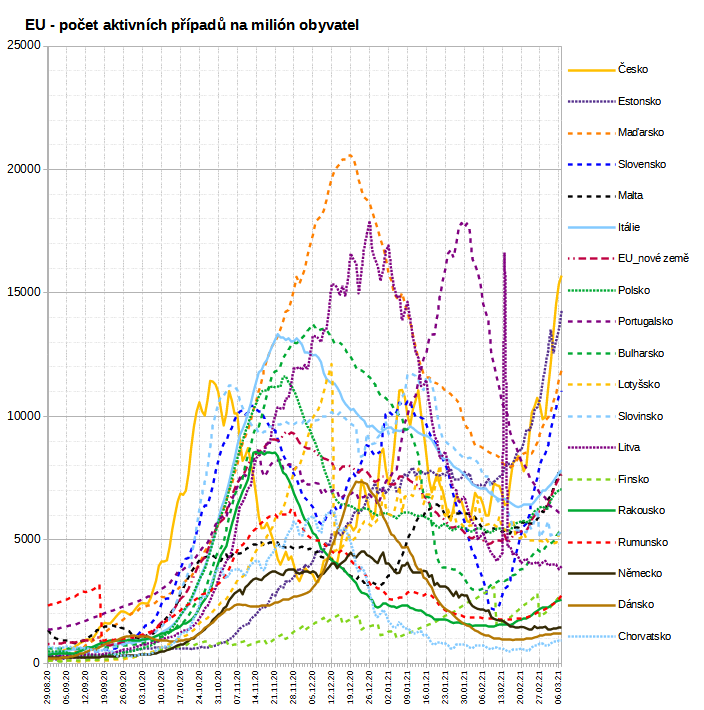 EU - počet aktivních případů na milión obyvatel
25000
20000
15000
10000
5000
0
Česko
Estonsko
Maďarsko
Slovensko
Malta
Itálie
EU_nové země
Polsko
Portugalsko
Bulharsko
Lotyšsko
Slovinsko
Litva
Finsko
Rakousko
Rumunsko
Německo
Dánsko
Chorvatsko
29.08.20
05.09.20
12.09.20
19.09.20
26.09.20
03.10.20
10.10.20
17.10.20
24.10.20
31.10.20
07.11.20
14.11.20
21.11.20
28.11.20
05.12.20
12.12.20
19.12.20
26.12.20
02.01.21
09.01.21
16.01.21
23.01.21
30.01.21
06.02.21
13.02.21
20.02.21
27.02.21
06.03.21